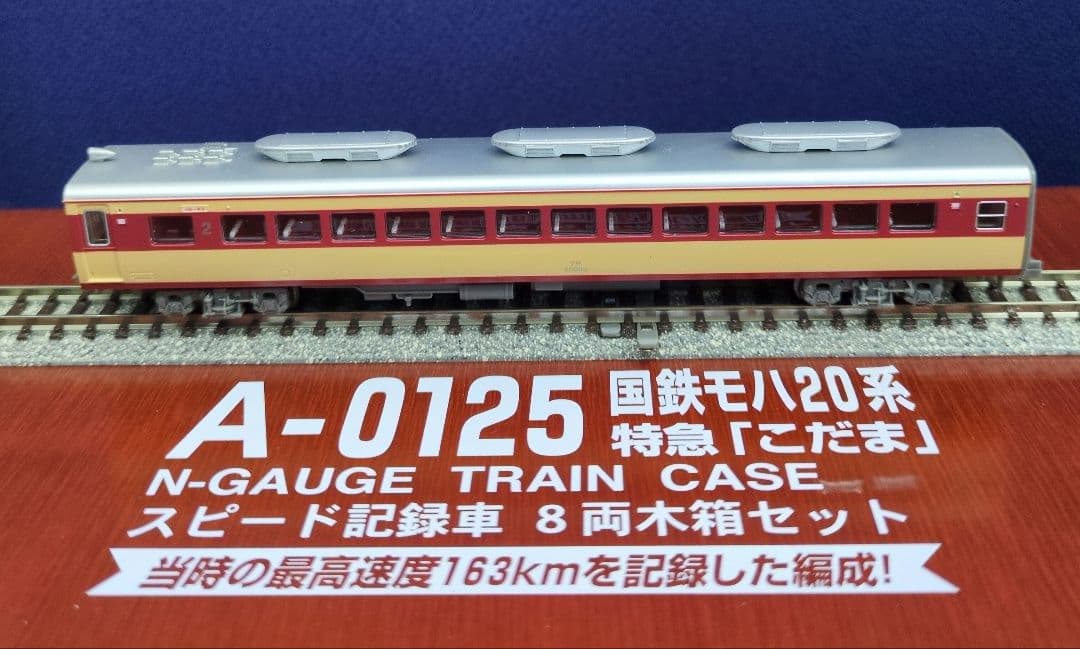 2
A-0125
国鉄モハ20系
特急「こだま」
N-GAUGE TRAIN CASE
スピード記録車 8両木箱セット
当時の最高速度163kmを記録した編成!